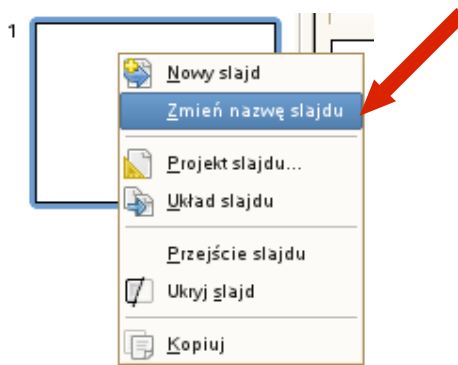 1
Nowy slajd
Zmień nazwę slajdu
Projekt slajdu...
Układ slajdu
Przejście slajdu
Ukryj slajd
Kopiuj